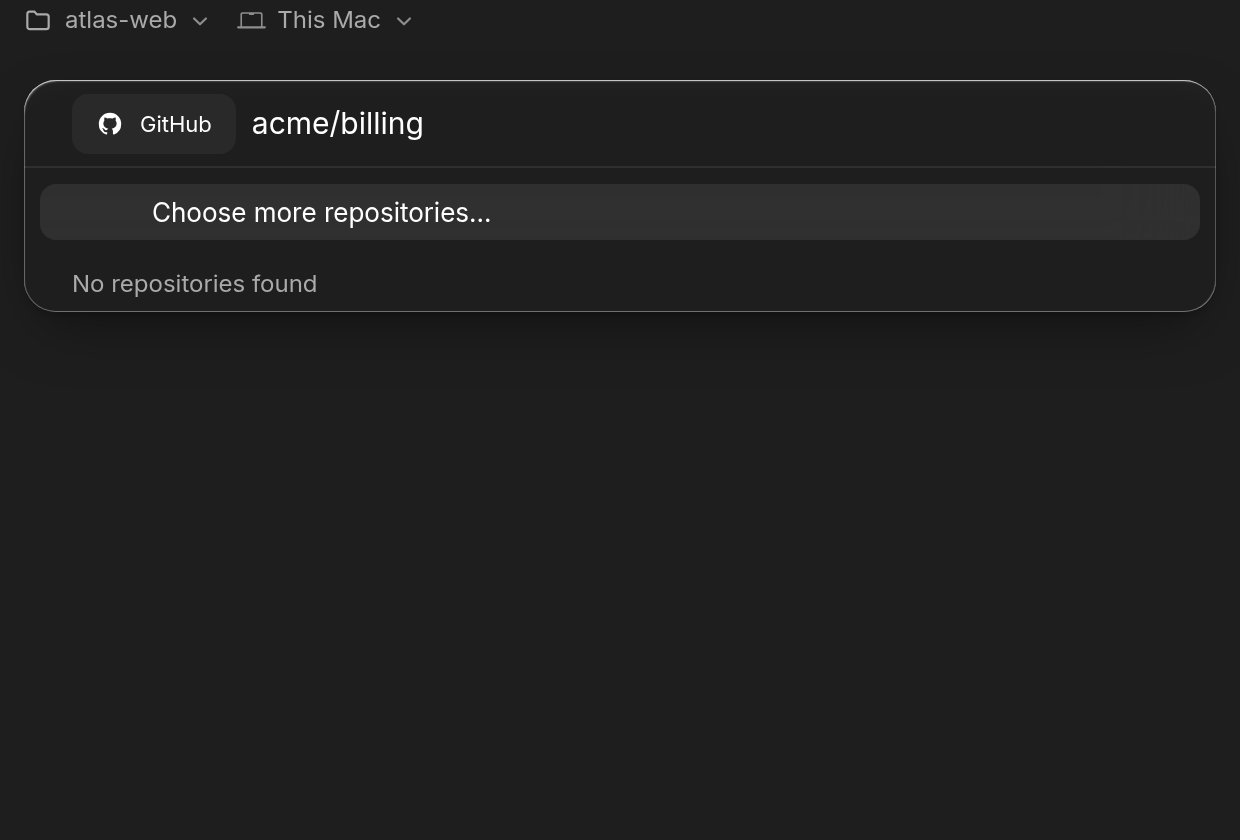 atlas-web This Mac
GitHub acme/billing
Choose more repositories...
No repositories found